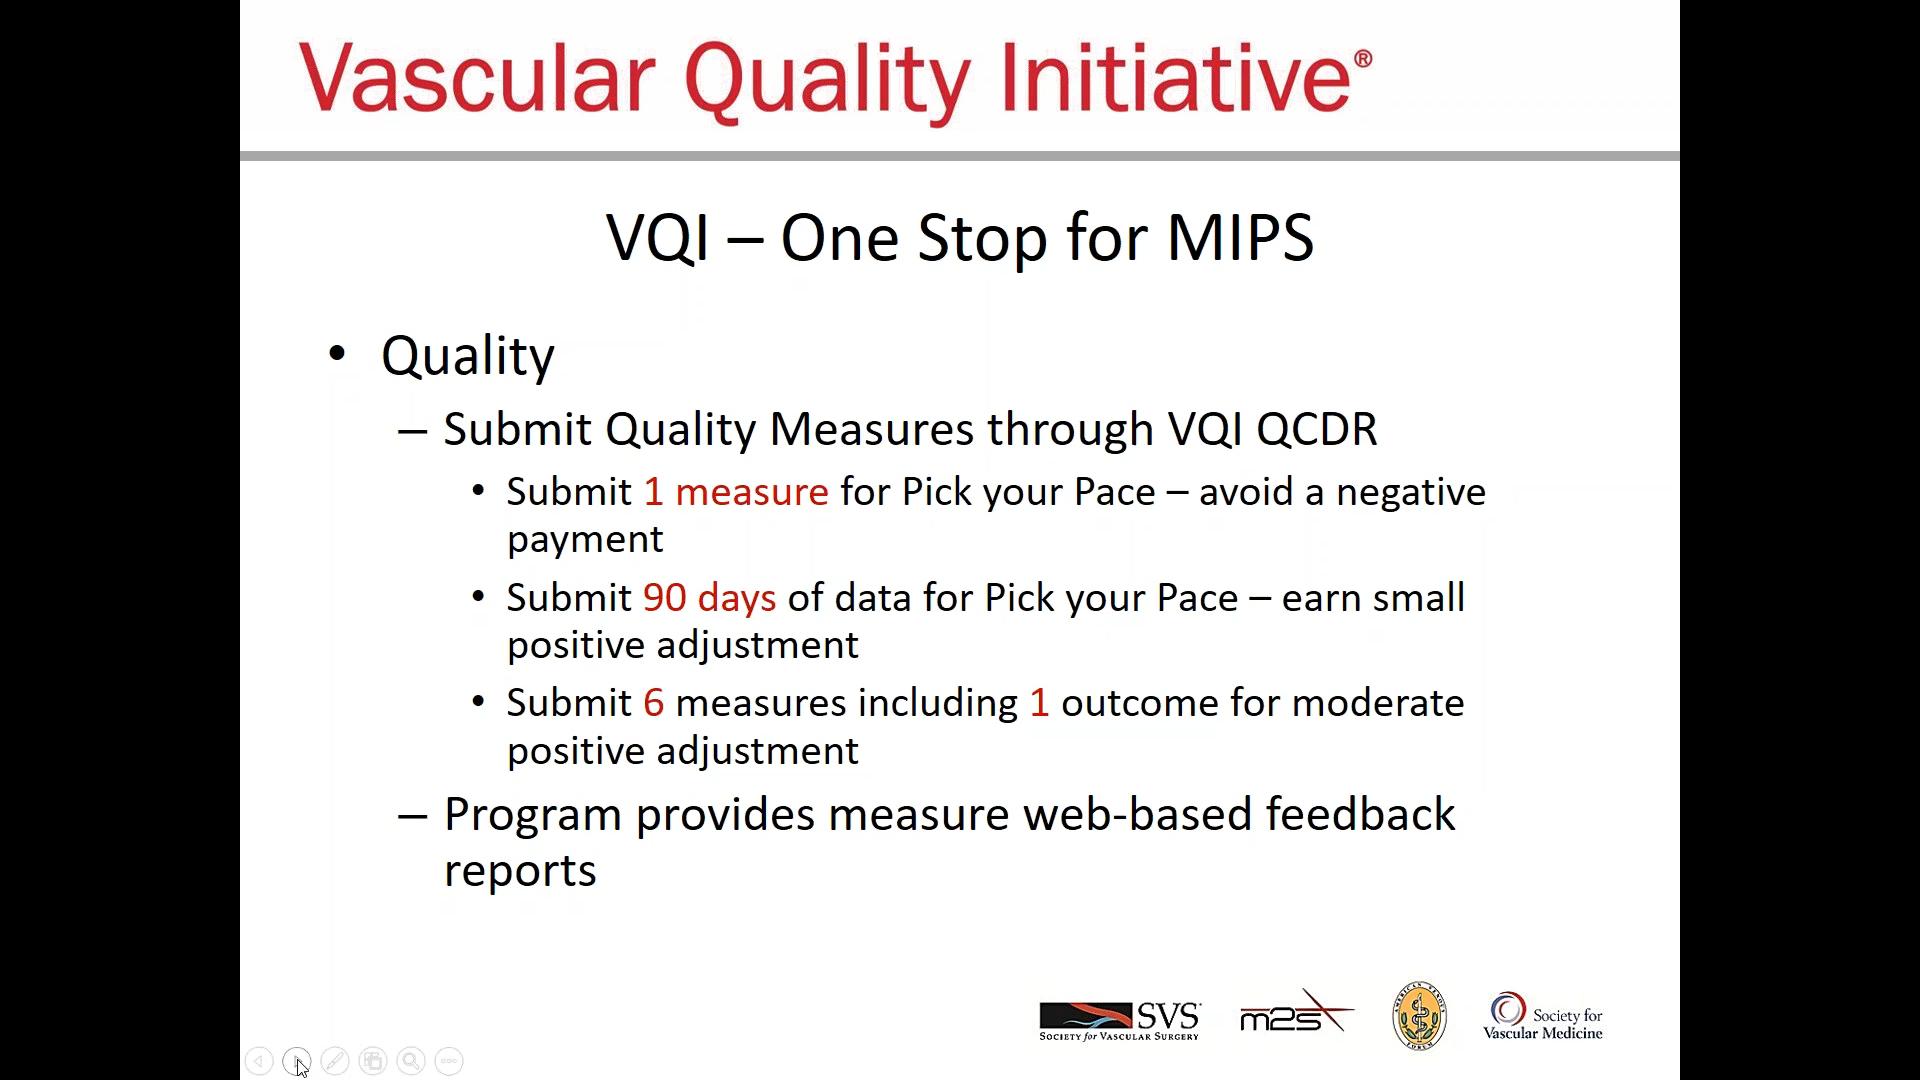 Vascular Quality Initiative®
VQI – One Stop for MIPS
• Quality
– Submit Quality Measures through VQI QCDR
• Submit 1 measure for Pick your Pace – avoid a negative
payment
• Submit 90 days of data for Pick your Pace – earn small
positive adjustment
• Submit 6 measures including 1 outcome for moderate
positive adjustment
– Program provides measure web-based feedback
reports
SVS
SOCIETY for VASCULAR SURGERY
m2s
AMERICAN VENOUS
FORUM
Society for
Vascular Medicine